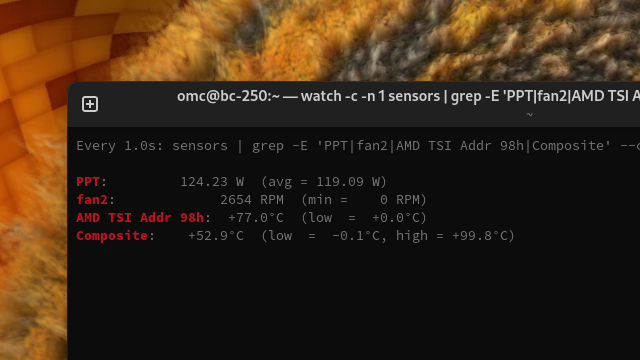 omc@bc-250:~ — watch -c -n 1 sensors | grep -E 'PPT|fan2|AMD TSI A
~
Every 1.0s: sensors | grep -E 'PPT|fan2|AMD TSI Addr 98h|Composite' --c
PPT: 124.23 W (avg = 119.09 W)
fan2: 2654 RPM (min = 0 RPM)
AMD TSI Addr 98h: +77.0°C (low = +0.0°C)
Composite: +52.9°C (low = -0.1°C, high = +99.8°C)